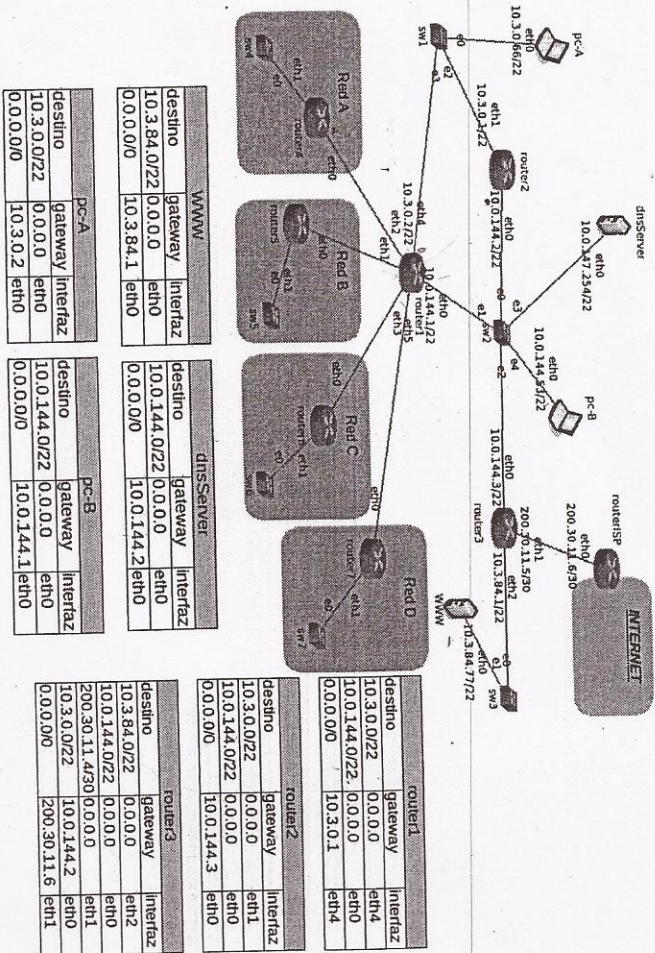 INTERNET
routerISP
eth0
200.30.11.6/30
200.30.11.5/30
eth1
dnsServer
eth0
10.0.147.254/22
pc-B
eth0
10.0.144.53/22
pc-A
eth0
10.3.0.66/22
e0
sw1
e2
e3
eth1
10.3.0.1/22
router2
eth0
10.0.144.2/22
e0
e3
e4
e1
sw2
e2
eth0
10.0.144.3/22
router3
eth2
10.3.84.1/22
e0
sw3
e1
eth0
10.3.84.77/22
WWW
eth4
10.3.0.2/22
eth2
eth0
10.0.144.1/22
router1
eth5
eth1
eth3
Red A
eth0
router4
eth1
e0
sw4
Red B
eth0
router5
eth1
e0
sw5
Red C
eth0
router6
eth1
e0
sw6
Red D
eth0
router7
eth1
e0
sw7
WWW
destino gateway interfaz
10.3.84.0/22 0.0.0.0 eth0
0.0.0.0/0 10.3.84.1 eth0
dnsServer
destino gateway interfaz
10.0.144.0/22 0.0.0.0 eth0
0.0.0.0/0 10.0.144.2 eth0
pc-A
destino gateway interfaz
10.3.0.0/22 0.0.0.0 eth0
0.0.0.0/0 10.3.0.2 eth0
pc-B
destino gateway interfaz
10.0.144.0/22 0.0.0.0 eth0
0.0.0.0/0 10.0.144.1 eth0
router1
destino gateway interfaz
10.3.0.0/22 0.0.0.0 eth4
10.0.144.0/22 0.0.0.0 eth0
0.0.0.0/0 10.3.0.1 eth4
router2
destino gateway interfaz
10.3.0.0/22 0.0.0.0 eth1
10.0.144.0/22 0.0.0.0 eth0
0.0.0.0/0 10.0.144.3 eth0
router3
destino gateway interfaz
10.3.84.0/22 0.0.0.0 eth2
10.0.144.0/22 0.0.0.0 eth0
200.30.11.4/30 0.0.0.0 eth1
10.3.0.0/22 10.0.144.2 eth0
0.0.0.0/0 200.30.11.6 eth1